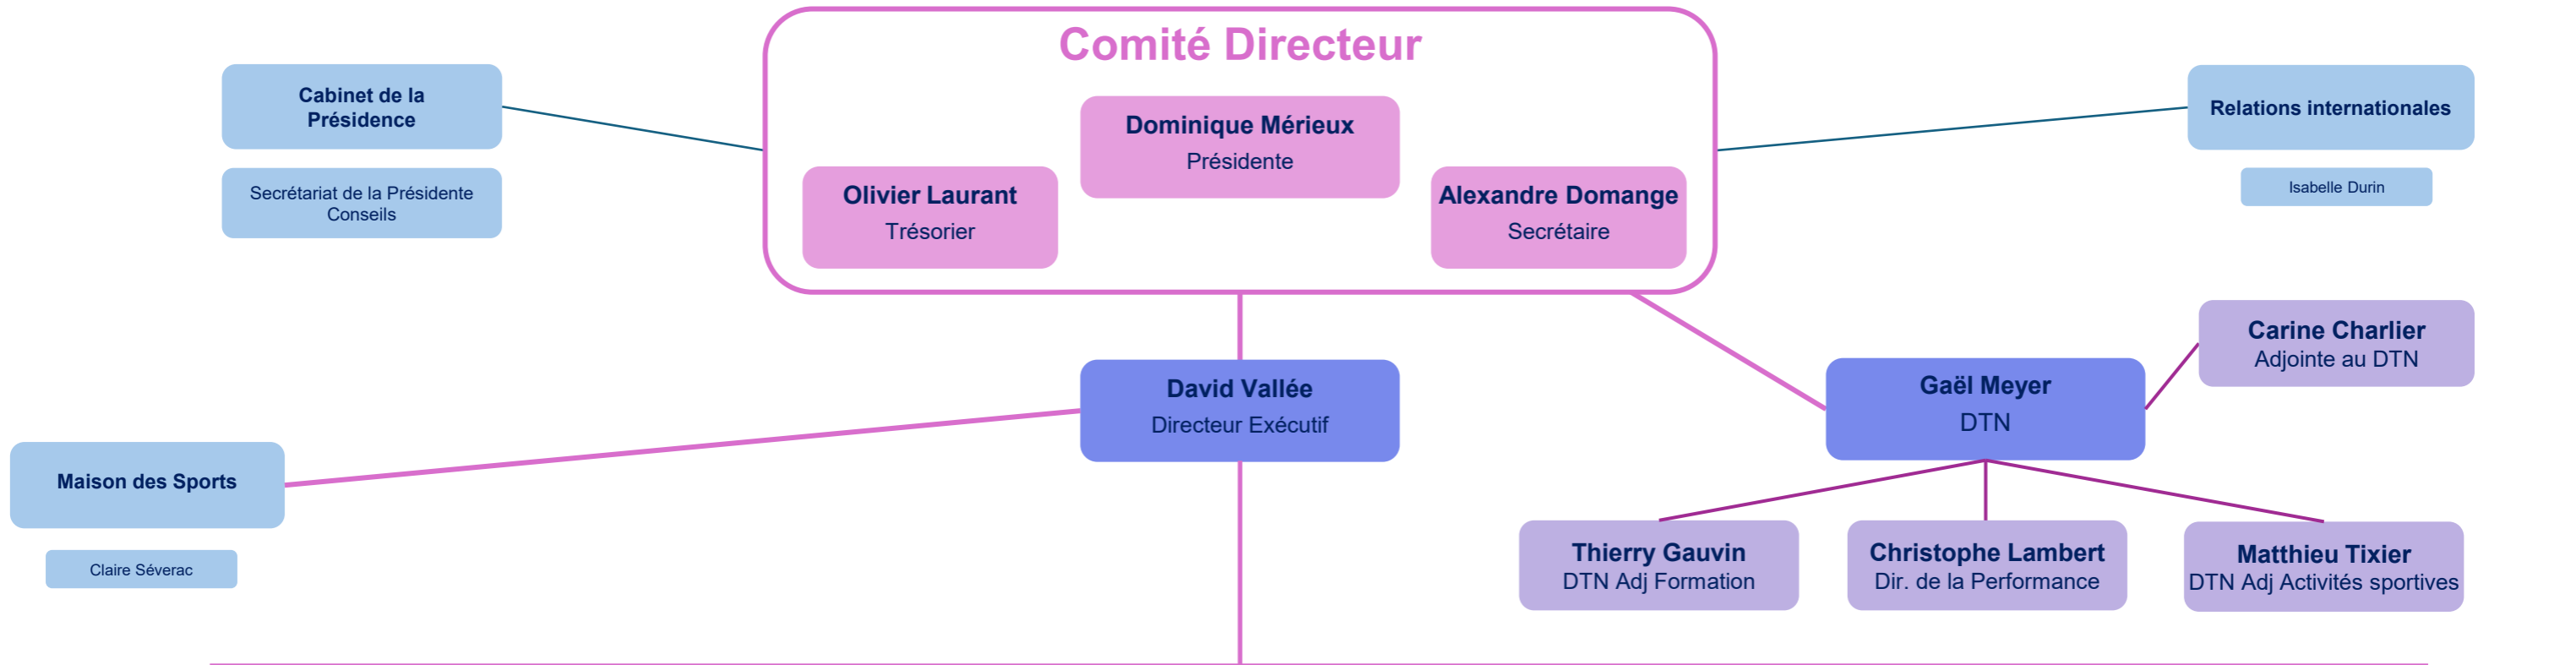 Comité Directeur
Cabinet de la
Présidence
Secrétariat de la Présidente
Conseils
Dominique Mérieux
Présidente
Olivier Laurant
Trésorier
Alexandre Domange
Secrétaire
Relations internationales
Isabelle Durin
David Vallée
Directeur Exécutif
Gaël Meyer
DTN
Carine Charlier
Adjointe au DTN
Maison des Sports
Claire Séverac
Thierry Gauvin
DTN Adj Formation
Christophe Lambert
Dir. de la Performance
Matthieu Tixier
DTN Adj Activités sportives